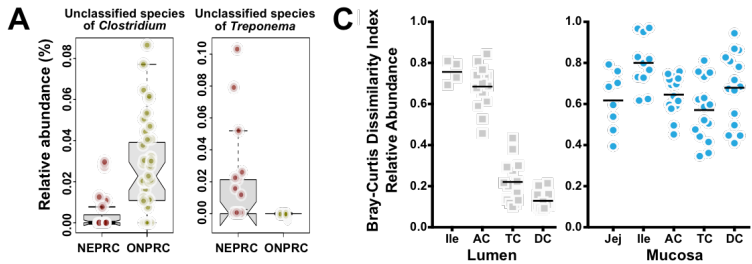 A
Unclassified species
of Clostridium
Unclassified species
of Treponema
Relative abundance (%)
0.08
0.06
0.04
0.02
0.00
NEPRC ONPRC
0.10
0.08
0.06
0.04
0.02
0.00
NEPRC ONPRC
C
Bray-Curtis Dissimilarity Index
Relative Abundance
1.0
0.8
0.6
0.4
0.2
0.0
Ile AC TC DC
Lumen
1.0
0.8
0.6
0.4
0.2
0.0
Jej Ile AC TC DC
Mucosa